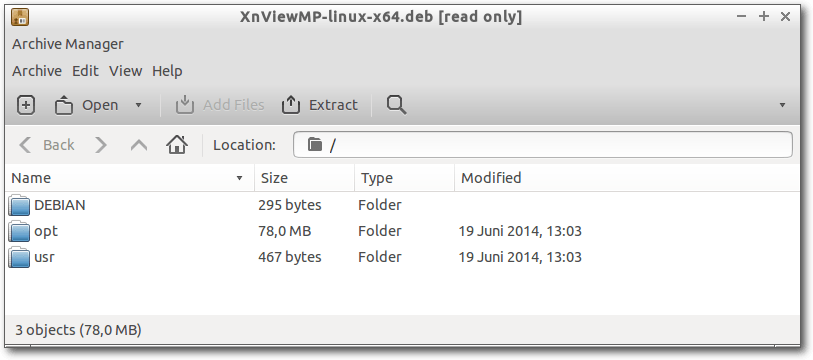 XnViewMP-linux-x64.deb [read only]
Archive Manager
Archive Edit View Help
Open Add Files Extract
Back Location: /
Name Size Type Modified
DEBIAN 295 bytes Folder
opt 78,0 MB Folder 19 Juni 2014, 13:03
usr 467 bytes Folder 19 Juni 2014, 13:03
3 objects (78,0 MB)